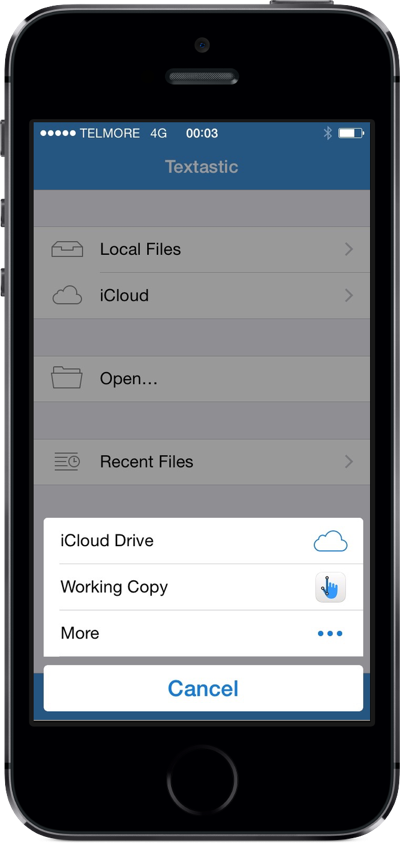 TELMORE 4G 00:03
Textastic
Local Files
iCloud
Open...
Recent Files
iCloud Drive
Working Copy
More
Cancel